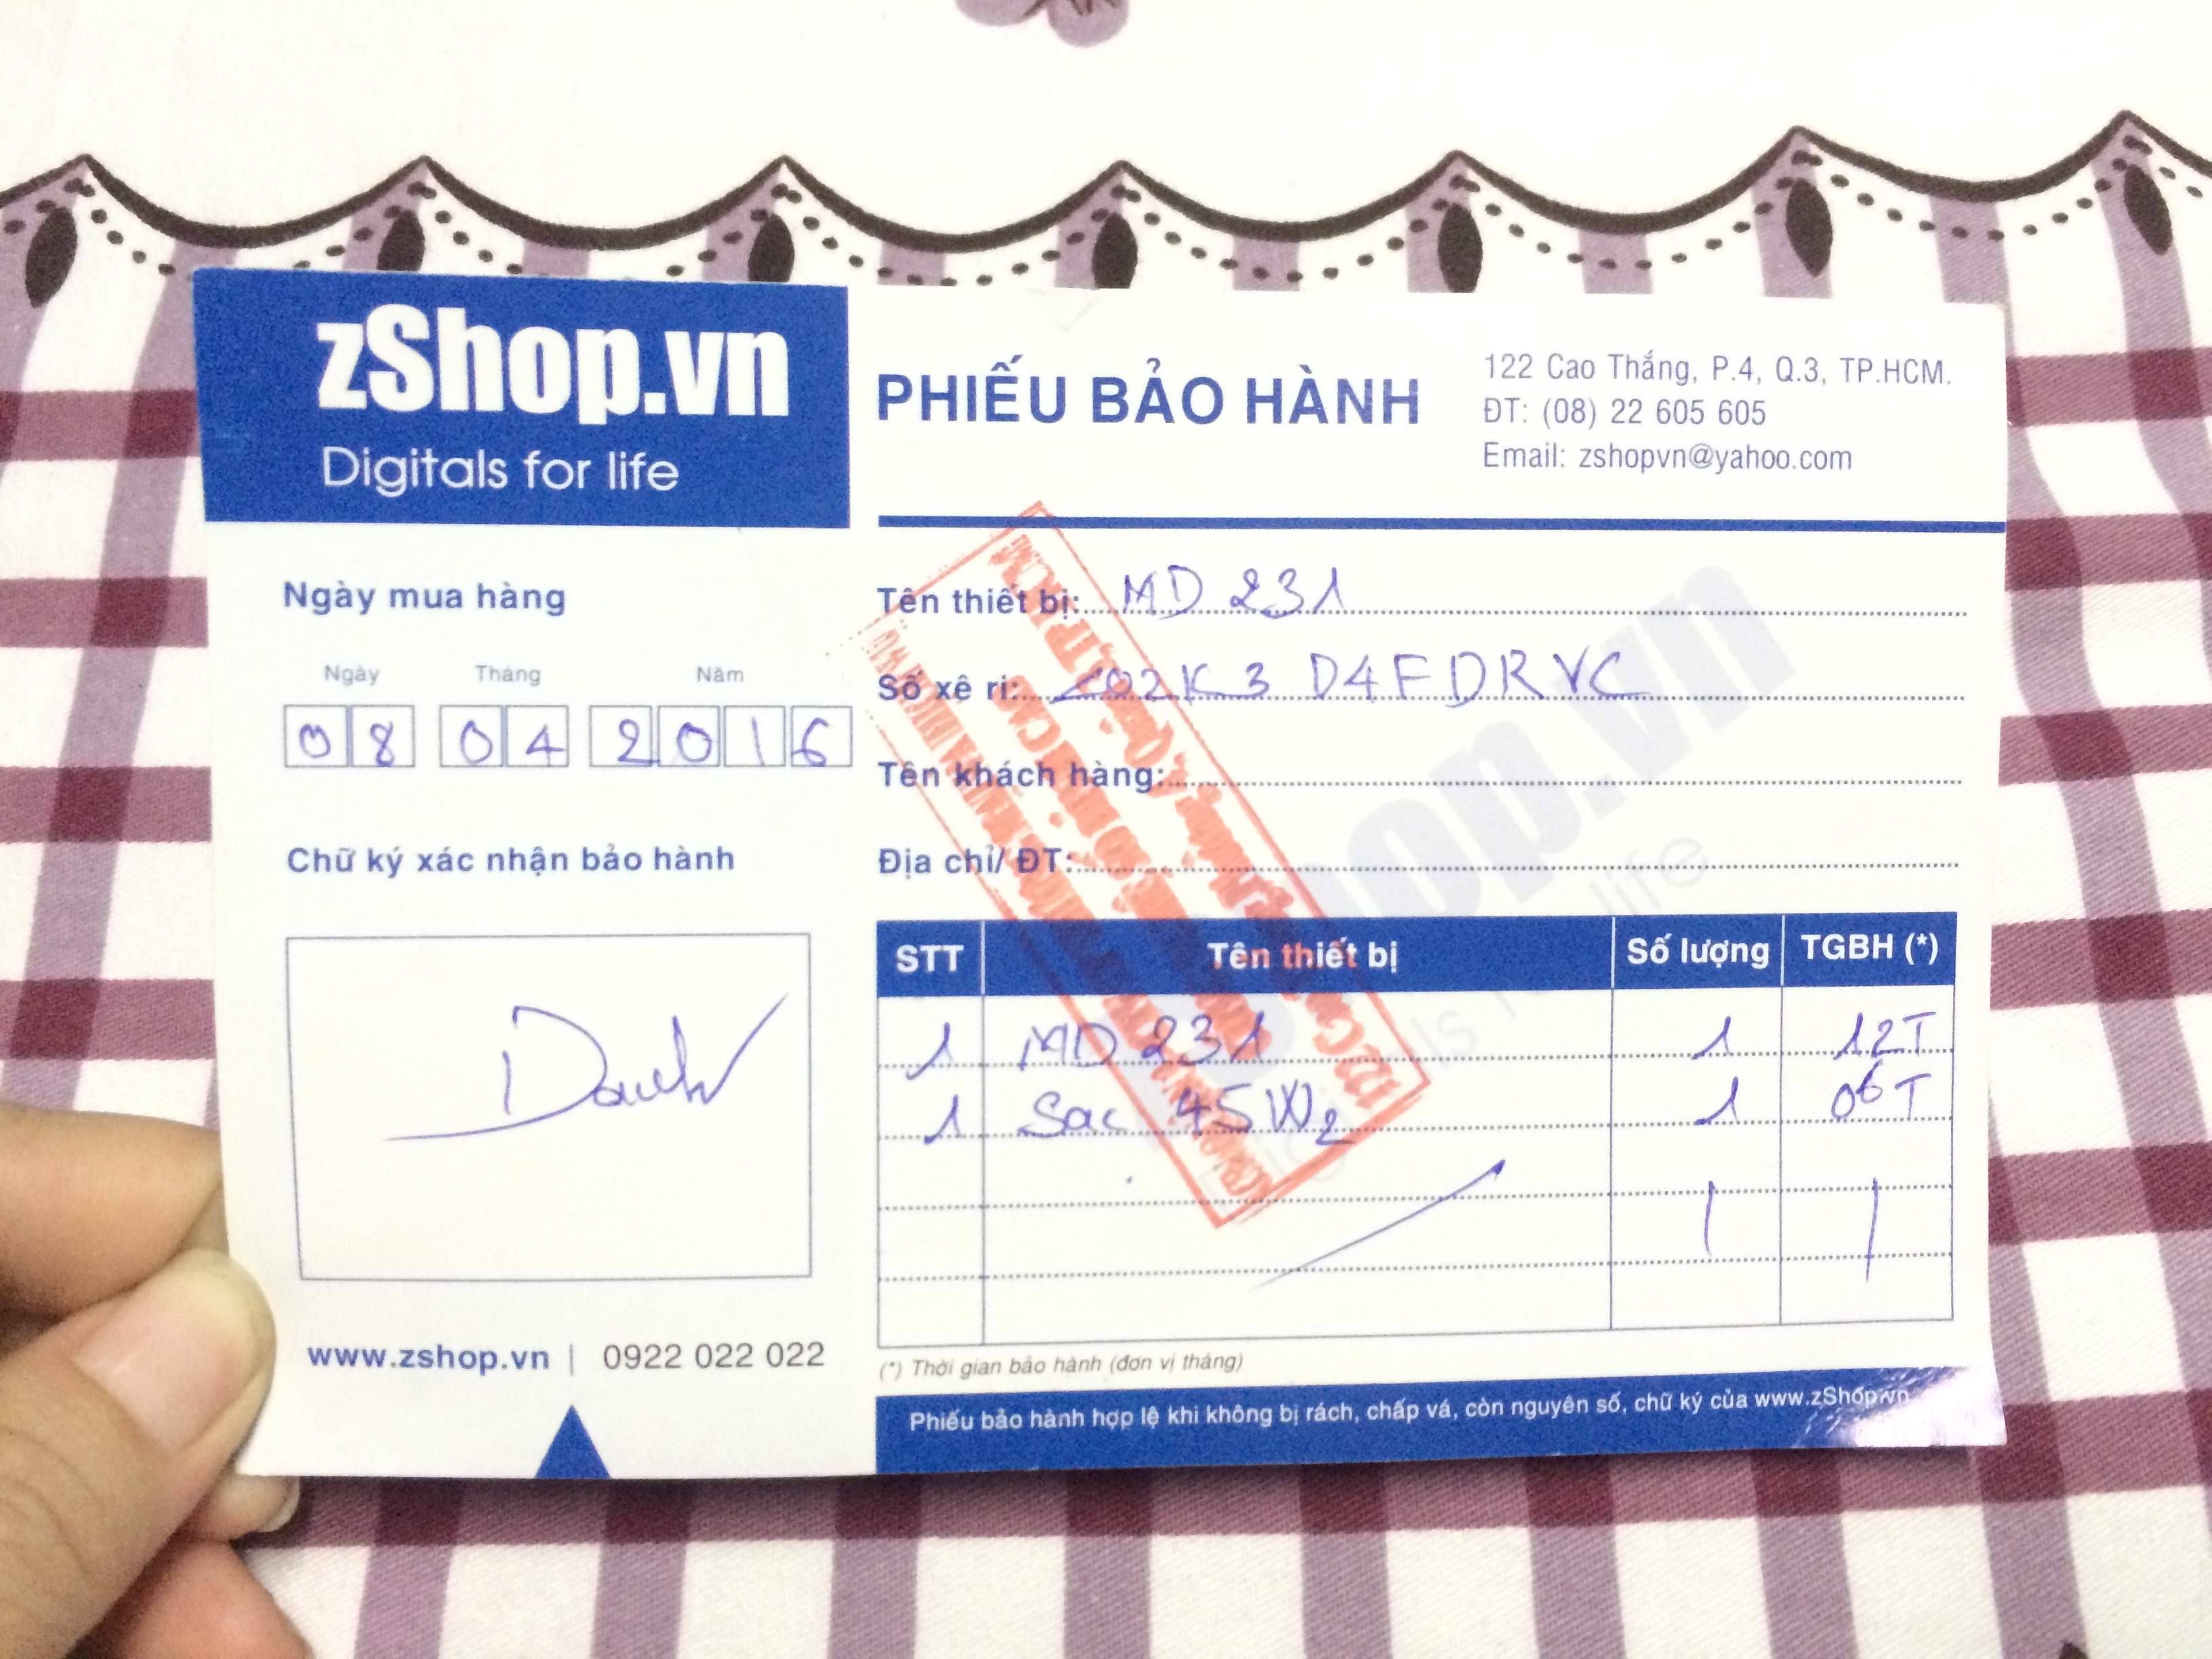 zShop.vn
Digitals for life
PHIẾU BẢO HÀNH
122 Cao Thắng, P.4, Q.3, TP.HCM.
ĐT: (08) 22 605 605
Email: zshopvn@yahoo.com
Ngày mua hàng
Ngày Tháng Năm
08 04 2016
Chữ ký xác nhận bảo hành
www.zshop.vn | 0922 022 022
Tên thiết bị: MD 231
Số xê ri: C02K3 D4FDRVC
Tên khách hàng:
Địa chỉ/ ĐT:
STT Tên thiết bị Số lượng TGBH (*)
1 MD 231 1 12T
1 Sac 45W2 1 06T
(*) Thời gian bảo hành (đơn vị tháng)
Phiếu bảo hành hợp lệ khi không bị rách, chấp vá, còn nguyên số, chữ ký của www.zShop.vn